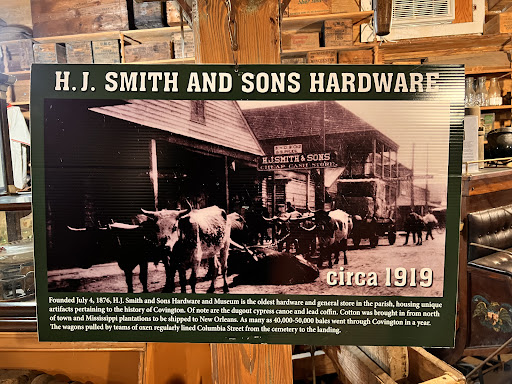 H.J. SMITH AND SONS HARDWARE
H.J. SMITH & SONS
CHEAP CASH STORE
circa 1919
Founded July 4, 1876, H.J. Smith and Sons Hardware and Museum is the oldest hardware and general store in the parish, housing unique
artifacts pertaining to the history of Covington. Of note are the dugout cypress canoe and lead coffin. Cotton was brought in from north
of town and Mississippi plantations to be shipped to New Orleans. As many as 40,000-50,000 bales went through Covington in a year.
The wagons pulled by teams of oxen regularly lined Columbia Street from the cemetery to the landing.